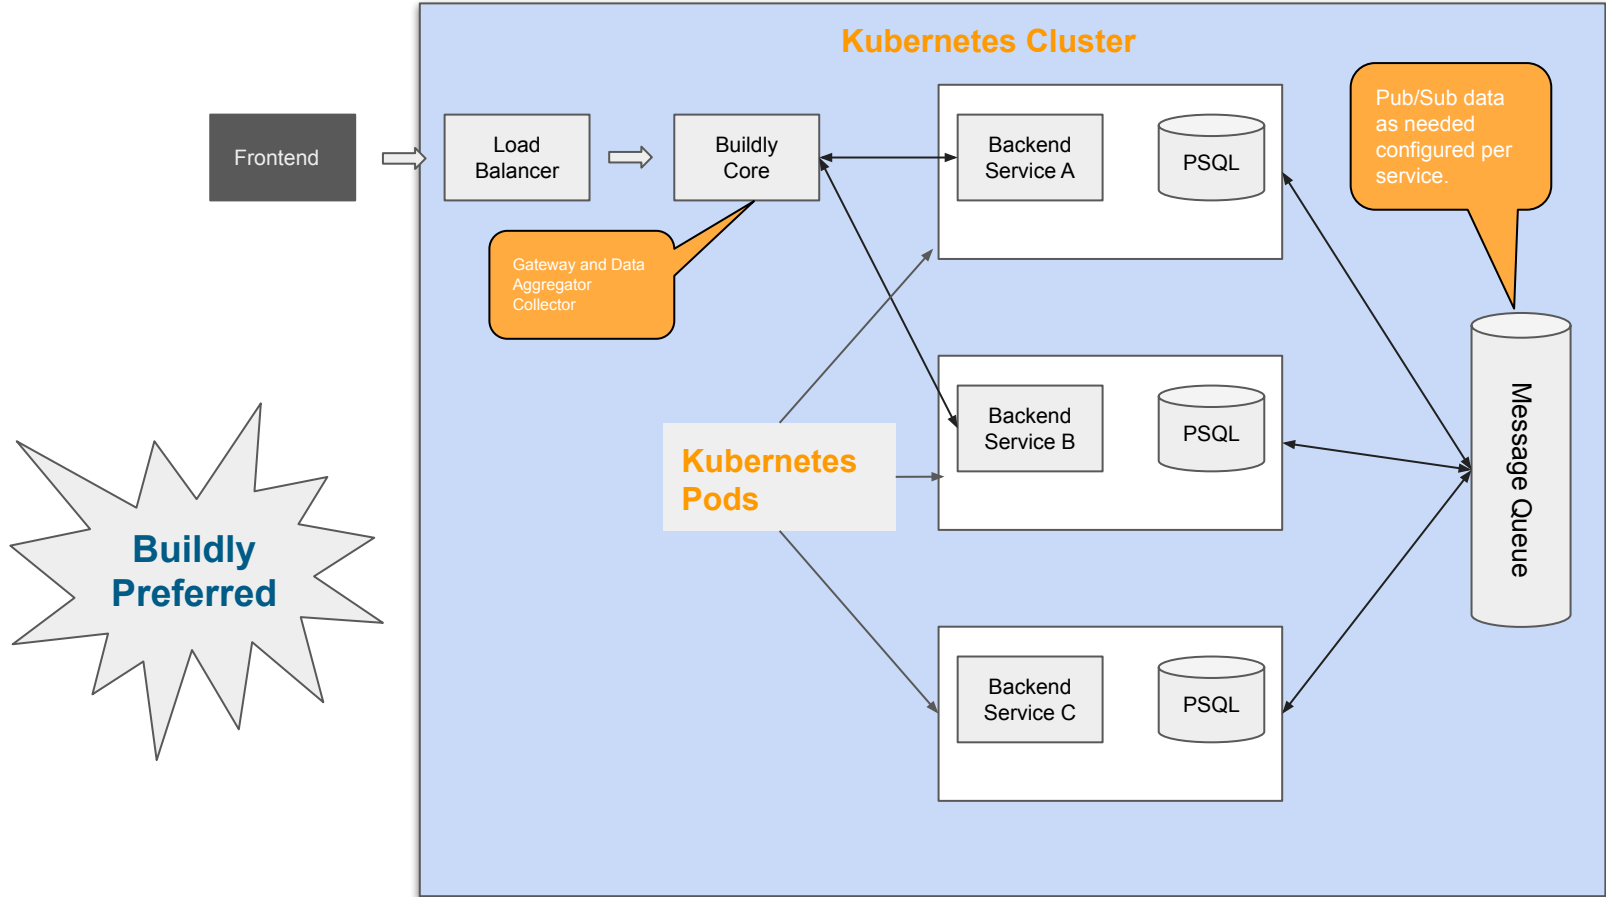 Kubernetes Cluster
Frontend
Load
Balancer
Buildly
Core
Gateway and Data
Aggregator
Collector
Backend
Service A
PSQL
Pub/Sub data
as needed
configured per
service.
Buildly
Preferred
Kubernetes
Pods
Backend
Service B
PSQL
Message Queue
Backend
Service C
PSQL